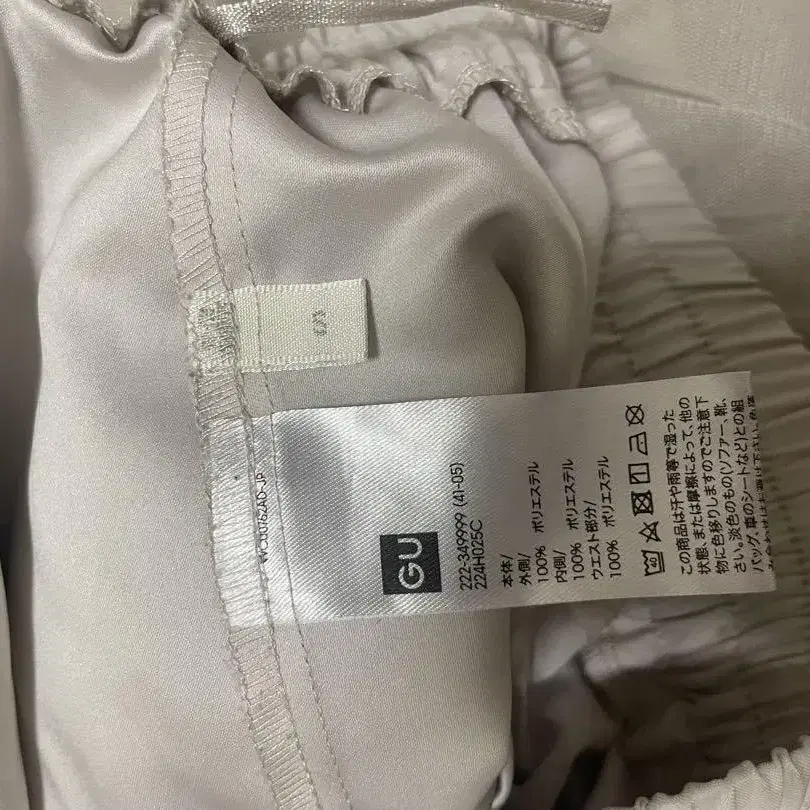 S
WCL0762AD-JP
GU
222-349999 (41-05)
224H025C
本体/
外側/
100% ポリエステル
内側/
100% ポリエステル
ウエスト部分/
100% ポリエステル
40
この商品は汗や雨等で湿った
状態、または摩擦によって、他の
物に色移りしますのでご注意下
さい。淡色のもの(ソファー、靴、
バッグ、車のシートなど)との組